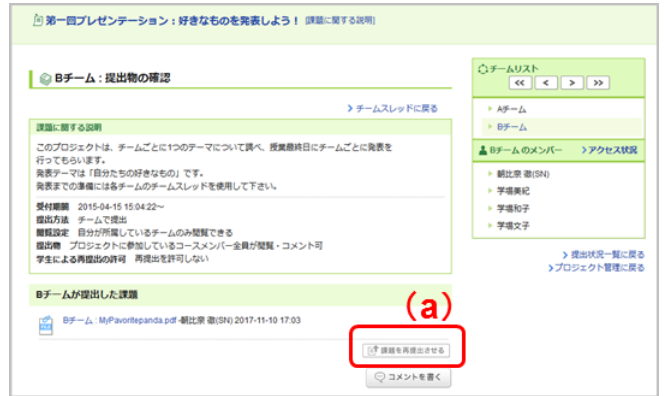 第一回プレゼンテーション：好きなものを発表しよう！ [課題に関する説明]
Bチーム : 提出物の確認
チームスレッドに戻る
課題に関する説明
このプロジェクトは、チームごとに1つのテーマについて調べ、授業最終日にチームごとに発表を
行ってもらいます。
発表テーマは「自分たちの好きなもの」です。
発表までの準備には各チームのチームスレッドを使用して下さい。
受付期間 2015-04-15 15:04:22～
提出方法 チームで提出
閲覧設定 自分が所属しているチームのみ閲覧できる
提出物 プロジェクトに参加しているコースメンバー全員が閲覧・コメント可
学生による再提出の許可 再提出を許可しない
Bチームが提出した課題
Bチーム : MyPavoritepanda.pdf -朝比奈 徹(SN) 2017-11-10 17:03
(a)
課題を再提出させる
コメントを書く
チームリスト
<< < > >>
Aチーム
Bチーム
Bチームのメンバー アクセス状況
朝比奈 徹(SN)
学場美紀
学場和子
学場文子
提出状況一覧に戻る
プロジェクト管理に戻る